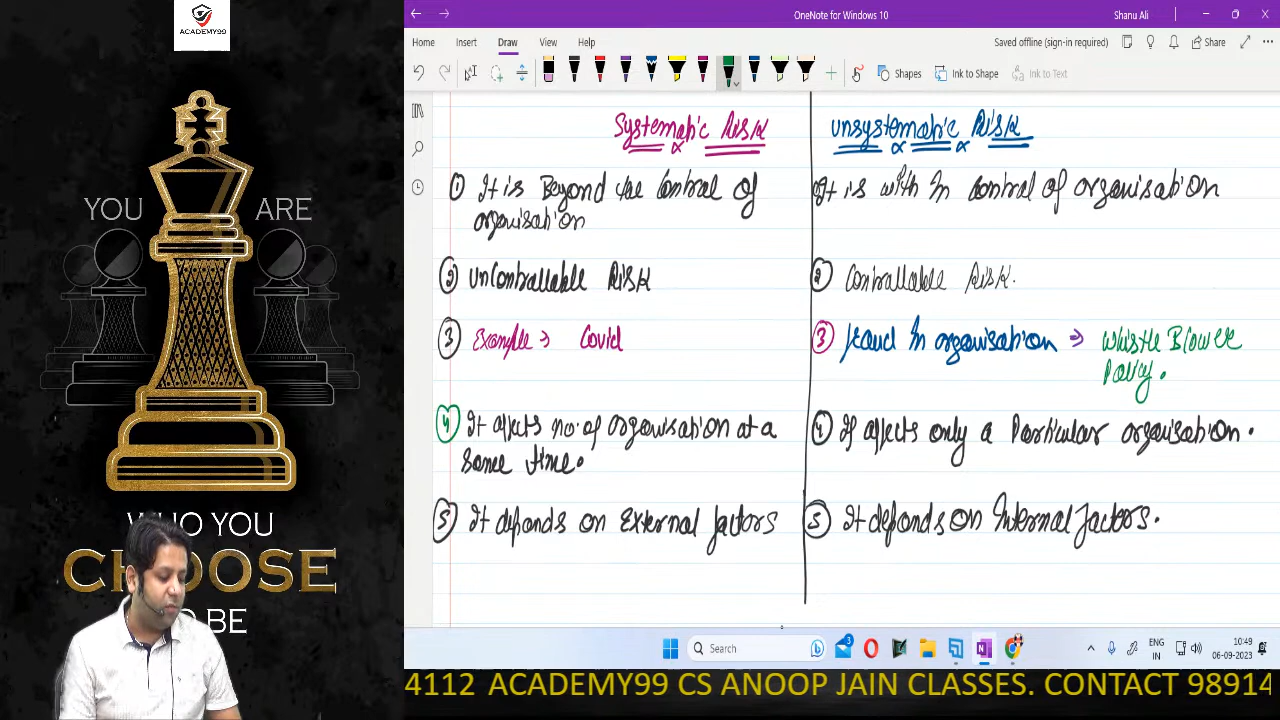 ACADEMY99
YOU ARE
WHO YOU
CHOOSE
TO BE
OneNote for Windows 10
Shanu Ali
Home Insert Draw View Help
Saved offline (sign-in required)
Share
Shapes Ink to Shape Ink to Text
Systematic Risk
① It is Beyond the Control of
organisation
② Uncontrollable Risk
③ Example → Covid
④ It affects no. of organisation at a
same time.
⑤ It depends on External factors
Unsystematic Risk
It is with In control of organisation
② Controllable Risk.
③ fraud In organisation ⇒ Whistle Blower
Policy.
④ It affects only a Particular organisation.
⑤ It depends on Internal factors.
Search
3
ENG
IN
10:49
06-09-2023
4112 ACADEMY99 CS ANOOP JAIN CLASSES. CONTACT 98914